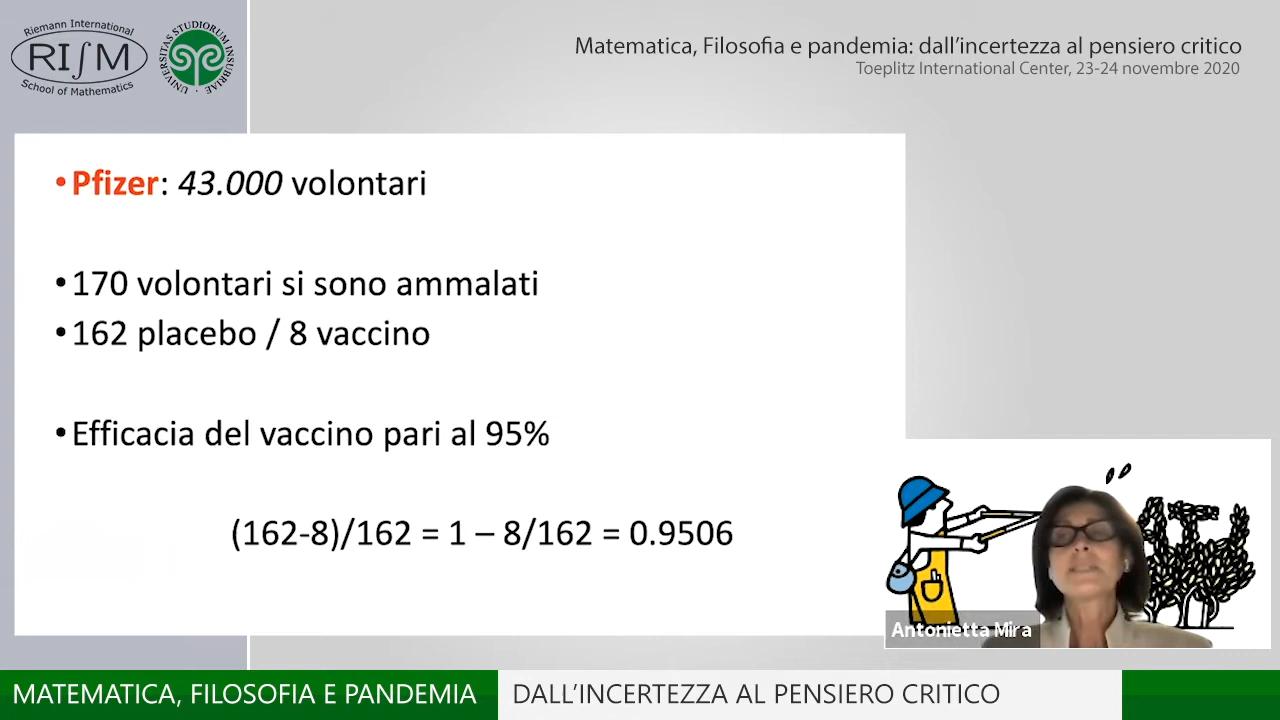 Riemann International
RI∫M
School of Mathematics
UNIVERSITAS STUDIORUM INSUBRIAE
Matematica, Filosofia e pandemia: dall'incertezza al pensiero critico
Toeplitz International Center, 23-24 novembre 2020
•Pfizer: 43.000 volontari
•170 volontari si sono ammalati
•162 placebo / 8 vaccino
•Efficacia del vaccino pari al 95%
(162-8)/162 = 1 – 8/162 = 0.9506
Antonietta Mira
MATEMATICA, FILOSOFIA E PANDEMIA
DALL'INCERTEZZA AL PENSIERO CRITICO